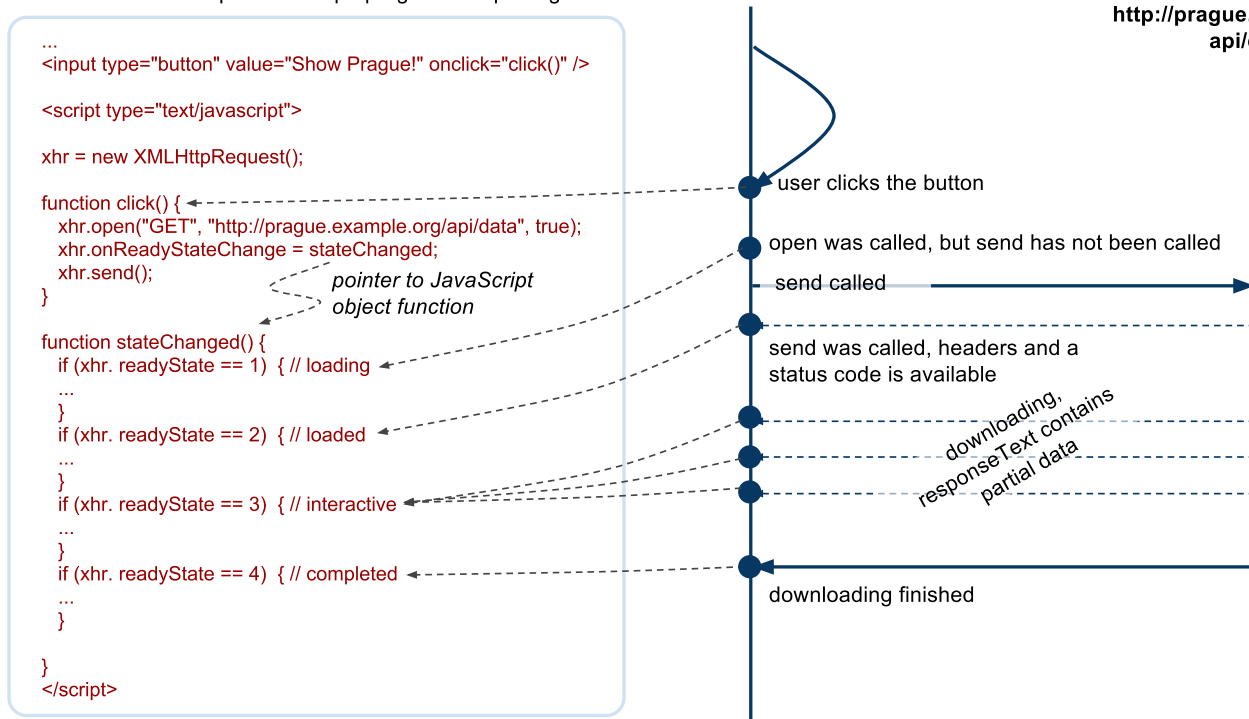 http://prague.
api/
...
<input type="button" value="Show Prague!" onclick="click()" />
<script type="text/javascript">
xhr = new XMLHttpRequest();
function click() {
xhr.open("GET", "http://prague.example.org/api/data", true);
xhr.onReadyStateChange = stateChanged;
xhr.send();
}
pointer to JavaScript
object function
function stateChanged() {
if (xhr. readyState == 1)  { // loading
...
}
if (xhr. readyState == 2)  { // loaded
...
}
if (xhr. readyState == 3)  { // interactive
...
}
if (xhr. readyState == 4)  { // completed
...
}
}
</script>
user clicks the button
open was called, but send has not been called
send called
send was called, headers and a
status code is available
downloading,
responseText contains
partial data
downloading finished